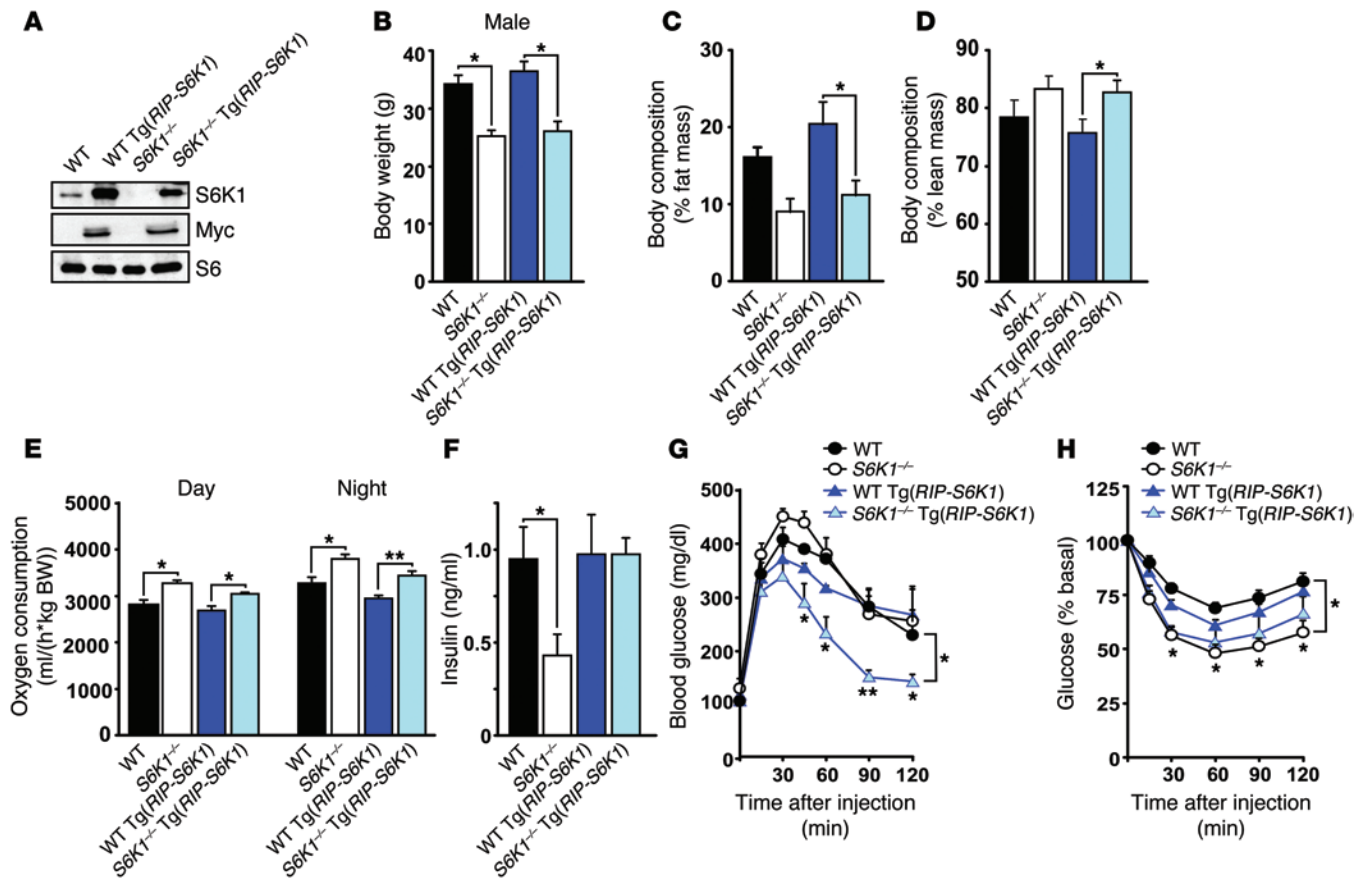 A
WT
WT Tg(RIP-S6K1)
S6K1–/–
S6K1–/– Tg(RIP-S6K1)
S6K1
Myc
S6
B
Male
Body weight (g)
40
30
20
10
0
*
*
WT
S6K1–/–
WT Tg(RIP-S6K1)
S6K1–/– Tg(RIP-S6K1)
C
Body composition
(% fat mass)
30
20
10
0
*
WT
S6K1–/–
WT Tg(RIP-S6K1)
S6K1–/– Tg(RIP-S6K1)
D
Body composition
(% lean mass)
90
80
70
60
50
*
WT
S6K1–/–
WT Tg(RIP-S6K1)
S6K1–/– Tg(RIP-S6K1)
E
Day
Night
Oxygen consumption
(ml/(h*kg BW))
5000
4000
3000
2000
1000
0
*
*
*
**
WT
S6K1–/–
WT Tg(RIP-S6K1)
S6K1–/– Tg(RIP-S6K1)
WT
S6K1–/–
WT Tg(RIP-S6K1)
S6K1–/– Tg(RIP-S6K1)
F
Insulin (ng/ml)
1.0
0.5
0
*
WT
S6K1–/–
WT Tg(RIP-S6K1)
S6K1–/– Tg(RIP-S6K1)
G
WT
S6K1–/–
WT Tg(RIP-S6K1)
S6K1–/– Tg(RIP-S6K1)
Blood glucose (mg/dl)
500
400
300
200
100
0
*
*
**
*
*
30 60 90 120
Time after injection
(min)
H
WT
S6K1–/–
WT Tg(RIP-S6K1)
S6K1–/– Tg(RIP-S6K1)
Glucose (% basal)
125
100
75
50
25
0
*
*
*
*
*
30 60 90 120
Time after injection
(min)